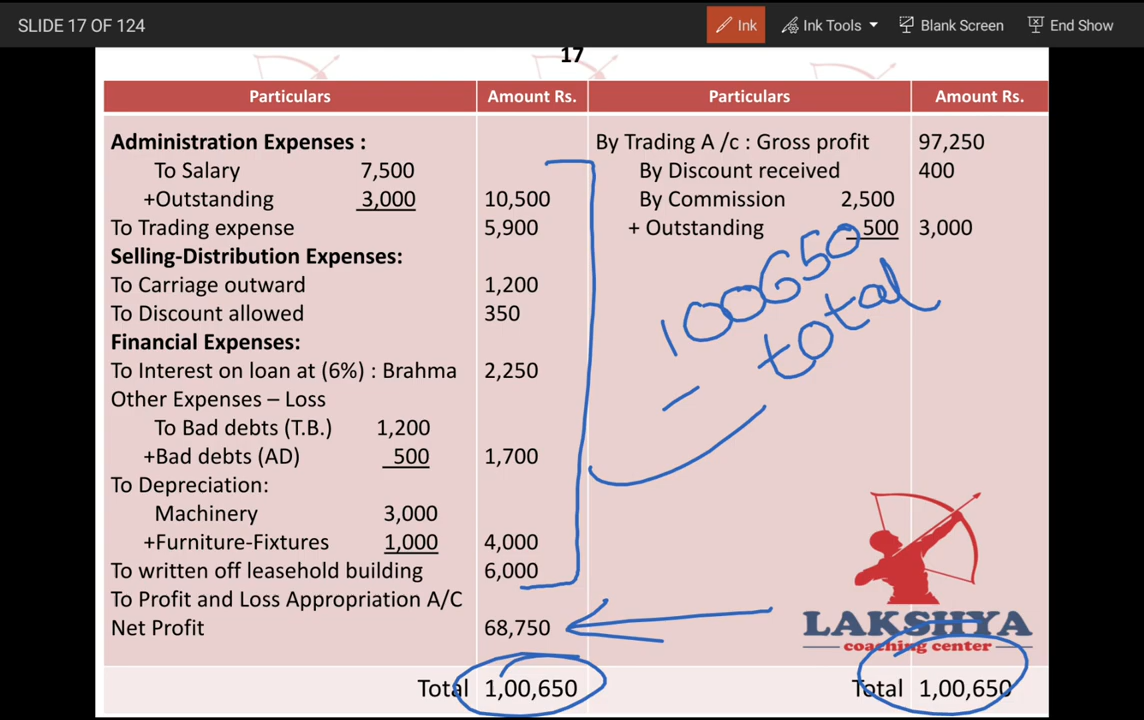 SLIDE 17 OF 124 Ink Ink Tools Blank Screen End Show
17
Particulars Amount Rs. Particulars Amount Rs.
Administration Expenses : By Trading A /c : Gross profit 97,250
To Salary 7,500 By Discount received 400
+Outstanding 3,000 10,500 By Commission 2,500
To Trading expense 5,900 + Outstanding 500 3,000
Selling-Distribution Expenses:
To Carriage outward 1,200
To Discount allowed 350
Financial Expenses:
To Interest on loan at (6%) : Brahma 2,250
Other Expenses – Loss
To Bad debts (T.B.) 1,200
+Bad debts (AD) 500 1,700
To Depreciation:
Machinery 3,000
+Furniture-Fixtures 1,000 4,000
To written off leasehold building 6,000
To Profit and Loss Appropriation A/C
Net Profit 68,750
Total 1,00,650 Total 1,00,650
100650
- total
LAKSHYA
coaching center